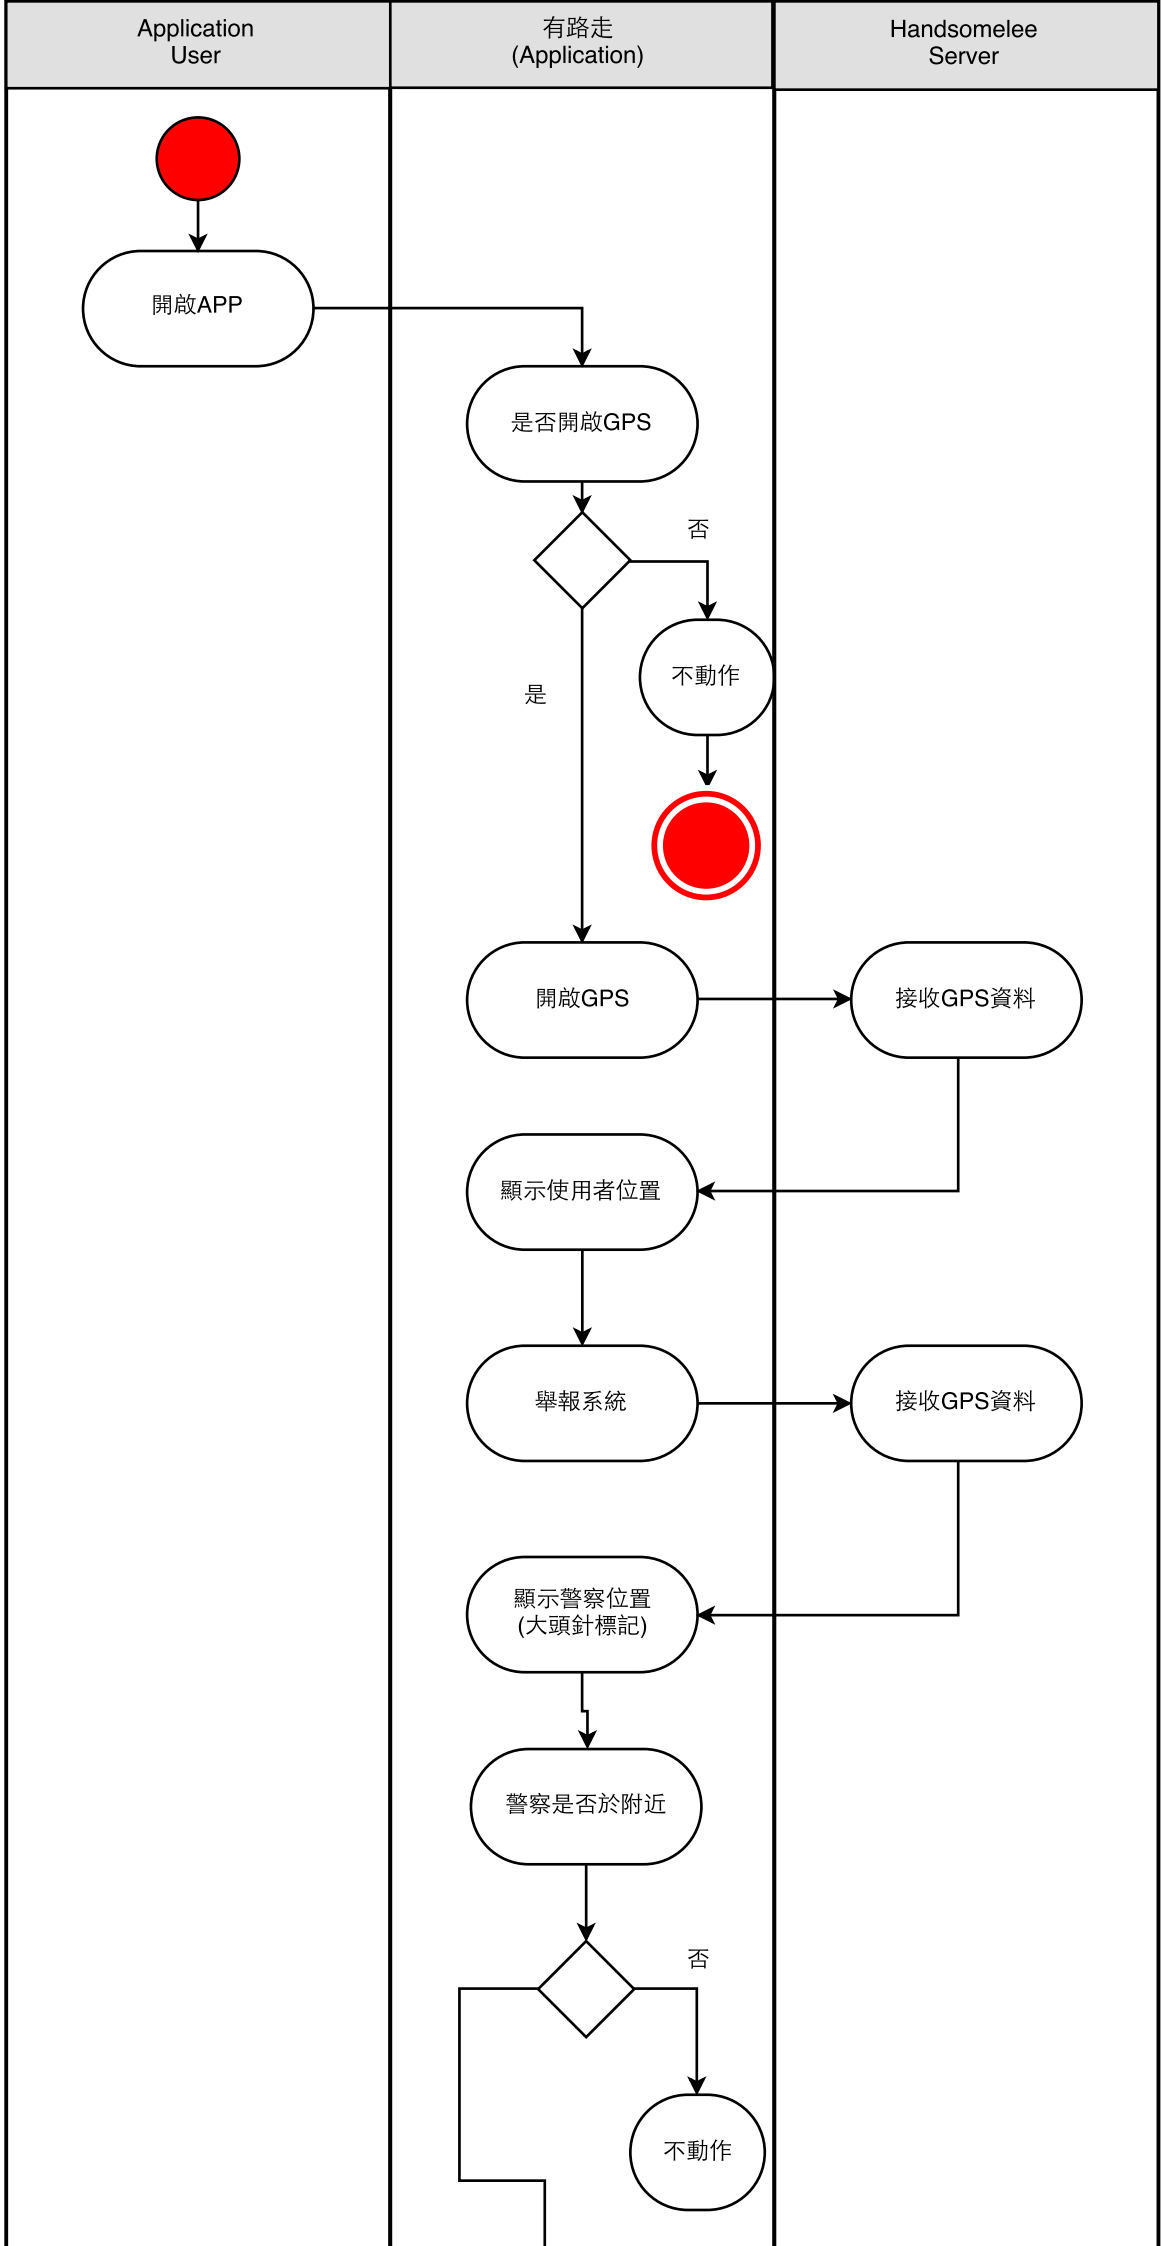 Application
User
有路走
(Application)
Handsomelee
Server
開啟APP
是否開啟GPS
否
不動作
是
開啟GPS
接收GPS資料
顯示使用者位置
舉報系統
接收GPS資料
顯示警察位置
(大頭針標記)
警察是否於附近
否
不動作